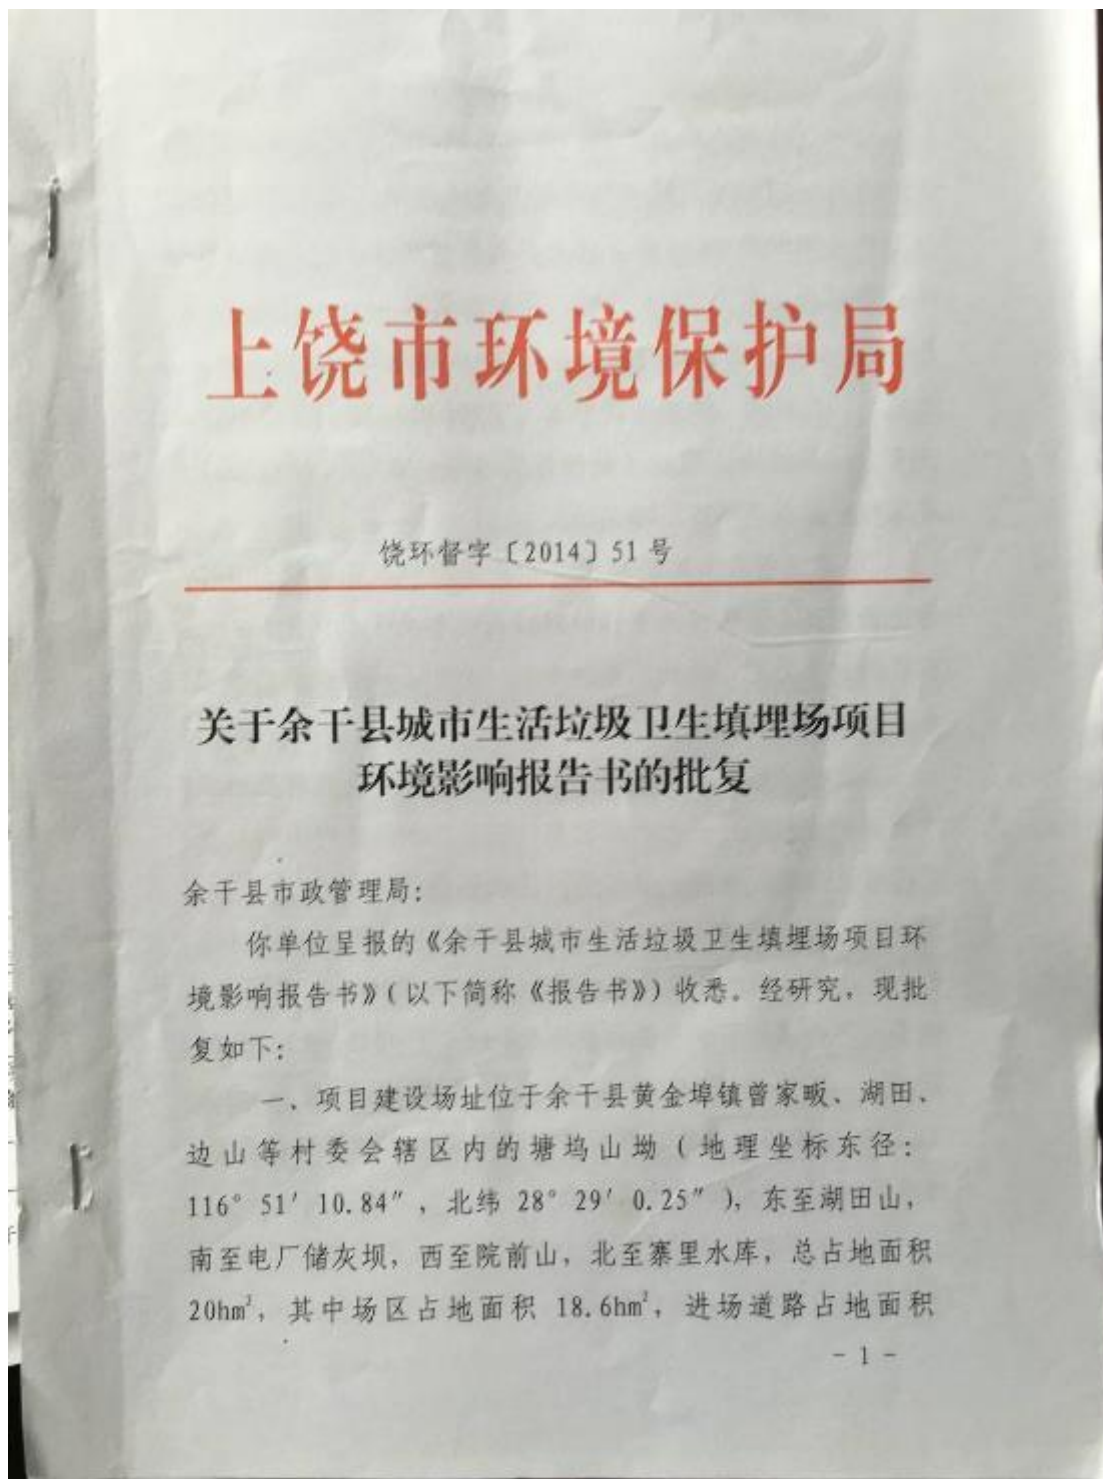 上饶市环境保护局
饶环督字〔2014〕51号
关于余干县城市生活垃圾卫生填埋场项目
环境影响报告书的批复
余干县市政管理局：
你单位呈报的《余干县城市生活垃圾卫生填埋场项目环
境影响报告书》（以下简称《报告书》）收悉。经研究，现批
复如下：
一、项目建设场址位于余干县黄金埠镇曾家畈、湖田、
边山等村委会辖区内的塘坞山坳（地理坐标东径：
116° 51′ 10.84″，北纬 28° 29′ 0.25″），东至湖田山，
南至电厂储灰坝，西至院前山，北至寨里水库，总占地面积
20hm²，其中场区占地面积 18.6hm²，进场道路占地面积
- 1 -